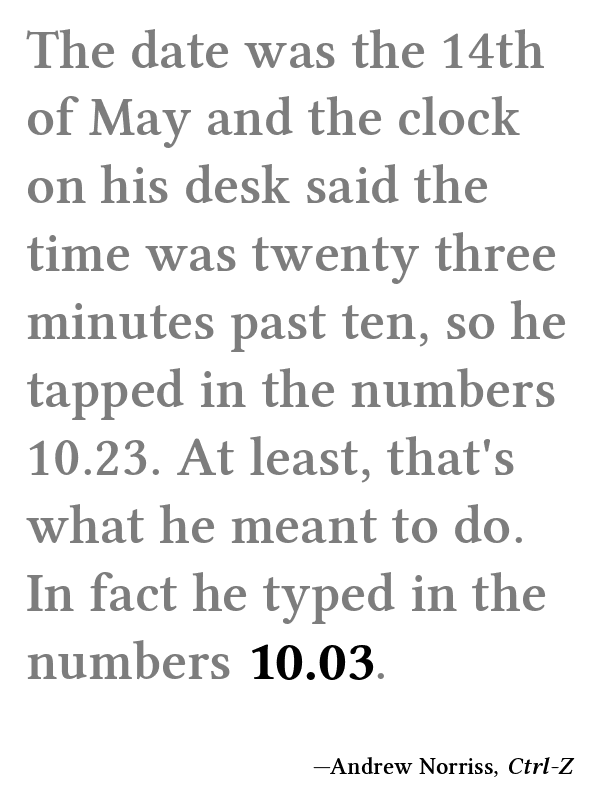 The date was the 14th
of May and the clock
on his desk said the
time was twenty three
minutes past ten, so he
tapped in the numbers
10.23. At least, that's
what he meant to do.
In fact he typed in the
numbers 10.03.
—Andrew Norriss, Ctrl-Z